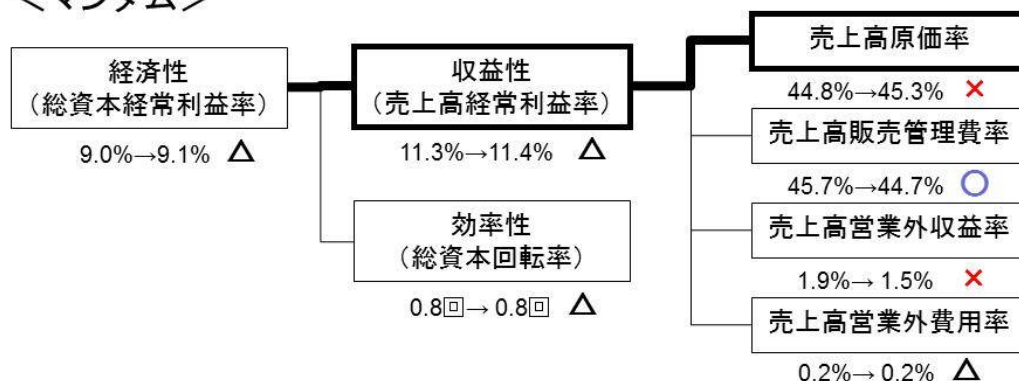 ＜マンダム＞
経済性
（総資本経常利益率）
9.0%→9.1% △
収益性
（売上高経常利益率）
11.3%→11.4% △
効率性
（総資本回転率）
0.8回→ 0.8回 △
売上高原価率
44.8%→45.3% ×
売上高販売管理費率
45.7%→44.7% ○
売上高営業外収益率
1.9%→ 1.5% ×
売上高営業外費用率
0.2%→ 0.2% △